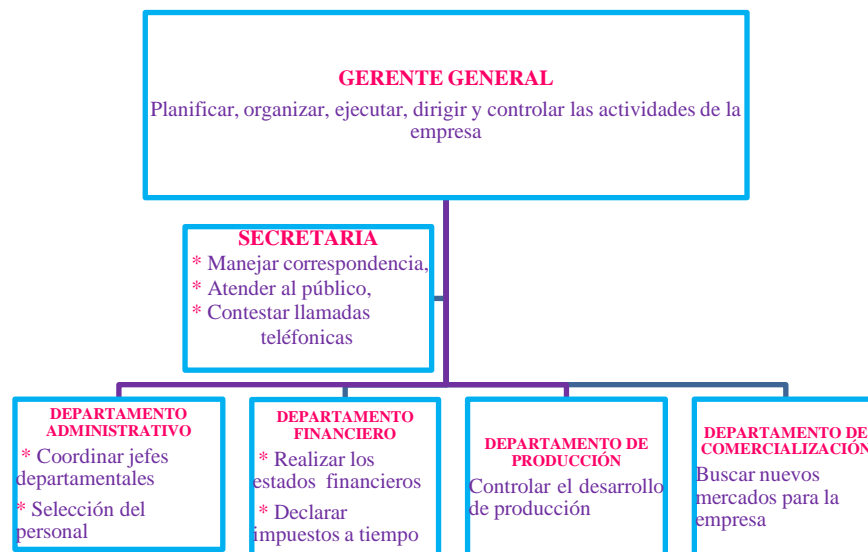 GERENTE GENERAL
Planificar, organizar, ejecutar, dirigir y controlar las actividades de la
empresa
SECRETARIA
* Manejar correspondencia,
* Atender al público,
* Contestar llamadas
teléfonicas
DEPARTAMENTO
ADMINISTRATIVO
* Coordinar jefes
departamentales
* Selección del
personal
DEPARTAMENTO
FINANCIERO
* Realizar los
estados financieros
* Declarar
impuestos a tiempo
DEPARTAMENTO DE
PRODUCCIÓN
Controlar el desarrollo
de producción
DEPARTAMENTO DE
COMERCIALIZACIÓN
Buscar nuevos
mercados para la
empresa